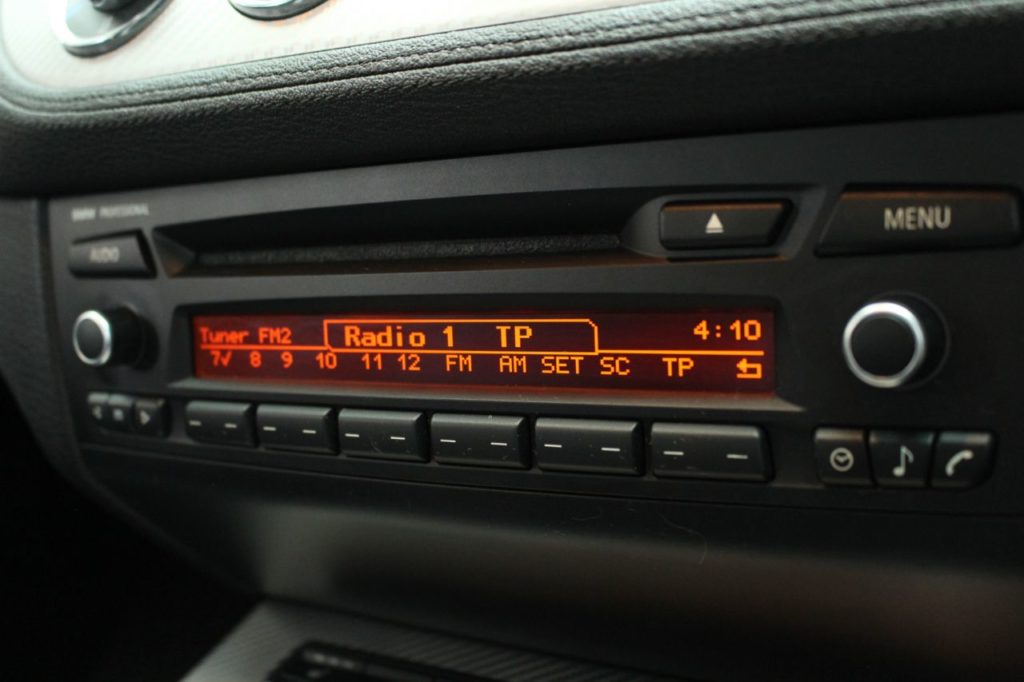 BMW PROFESSIONAL
AUDIO
MENU
Tuner FM2 Radio 1 TP 4:10
7√ 8 9 10 11 12 FM AM SET SC TP